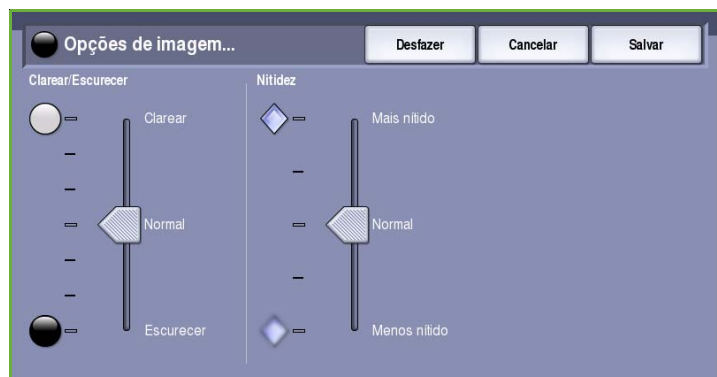 Opções de imagem...
Desfazer
Cancelar
Salvar
Clarear/Escurecer
Clarear
Normal
Escurecer
Nitidez
Mais nítido
Normal
Menos nítido